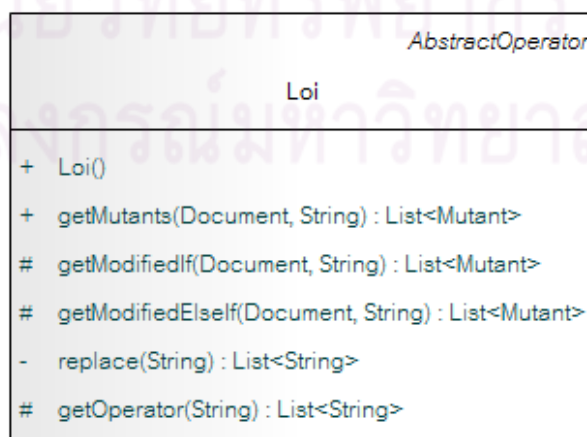 AbstractOperator
Loi
+ Loi()
+ getMutants(Document, String) : List<Mutant>
# getModifiedIf(Document, String) : List<Mutant>
# getModifiedElseIf(Document, String) : List<Mutant>
- replace(String) : List<String>
# getOperator(String) : List<String>